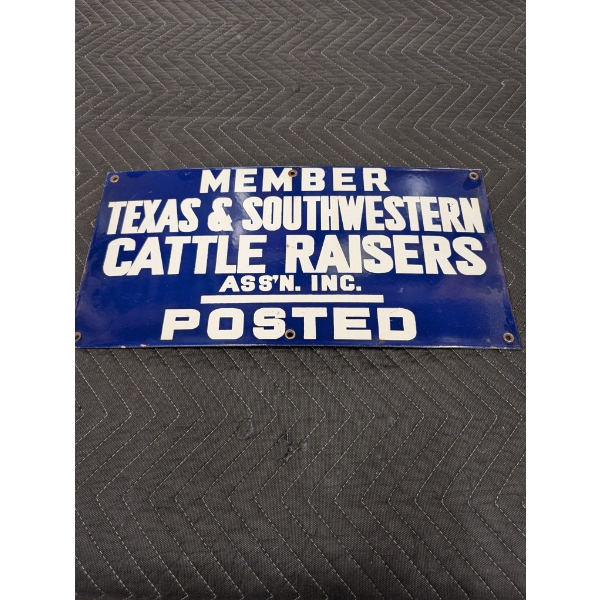 MEMBER
TEXAS & SOUTHWESTERN
CATTLE RAISERS
ASS'N. INC.
POSTED